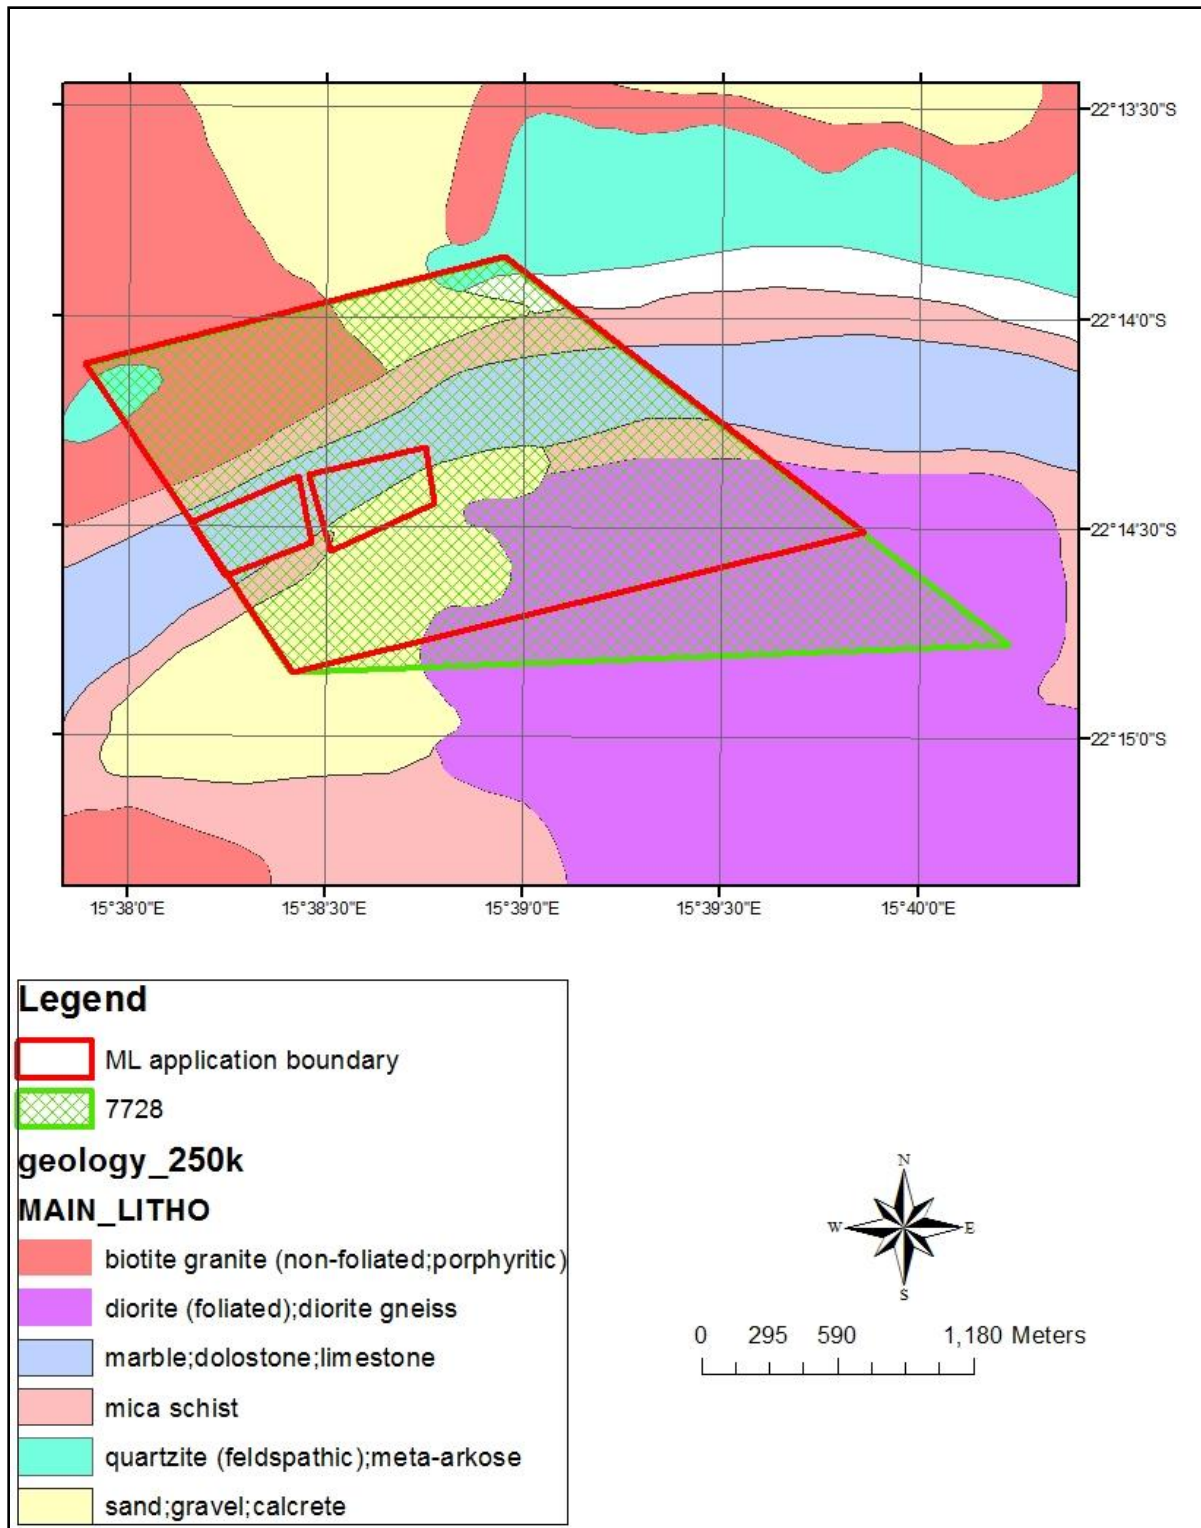 22°13'30"S
22°14'0"S
22°14'30"S
22°15'0"S
15°38'0"E 15°38'30"E 15°39'0"E 15°39'30"E 15°40'0"E
Legend
ML application boundary
7728
geology_250k
MAIN_LITHO
biotite granite (non-foliated;porphyritic)
diorite (foliated);diorite gneiss
marble;dolostone;limestone
mica schist
quartzite (feldspathic);meta-arkose
sand;gravel;calcrete
N
W E
S
0 295 590 1,180 Meters